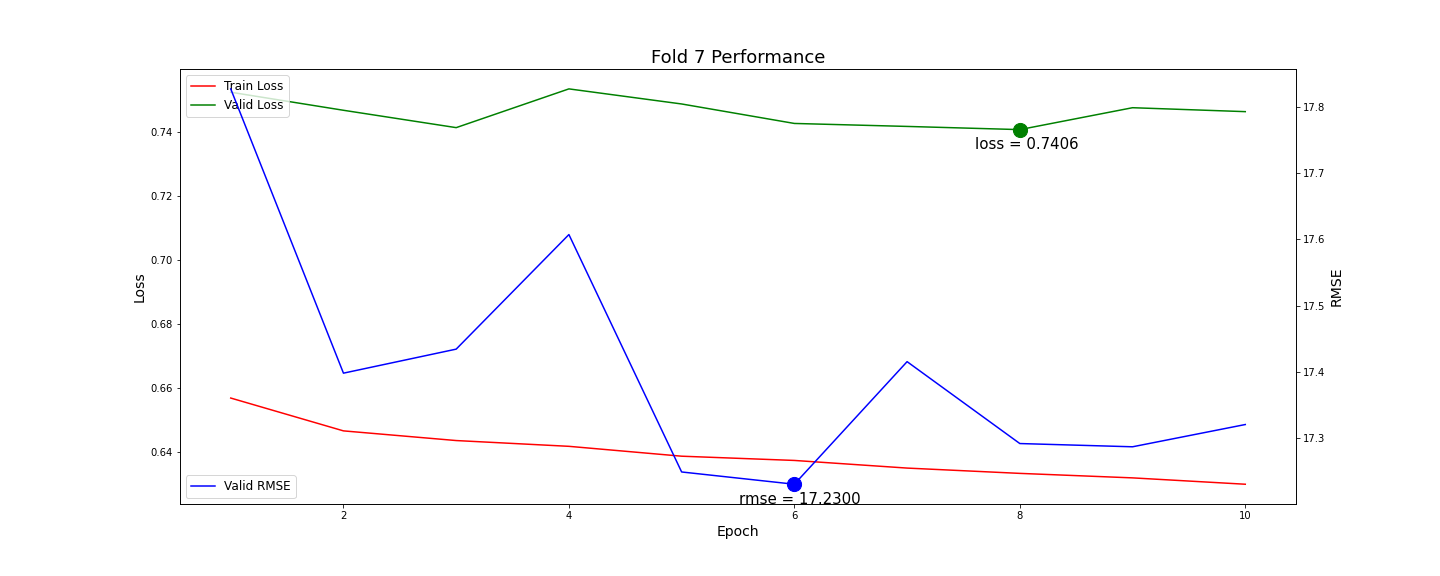 Fold 7 Performance
Train Loss
Valid Loss
loss = 0.7406
rmse = 17.2300
Valid RMSE
Loss
0.74
0.72
0.70
0.68
0.66
0.64
RMSE
17.8
17.7
17.6
17.5
17.4
17.3
2
4
6
8
10
Epoch